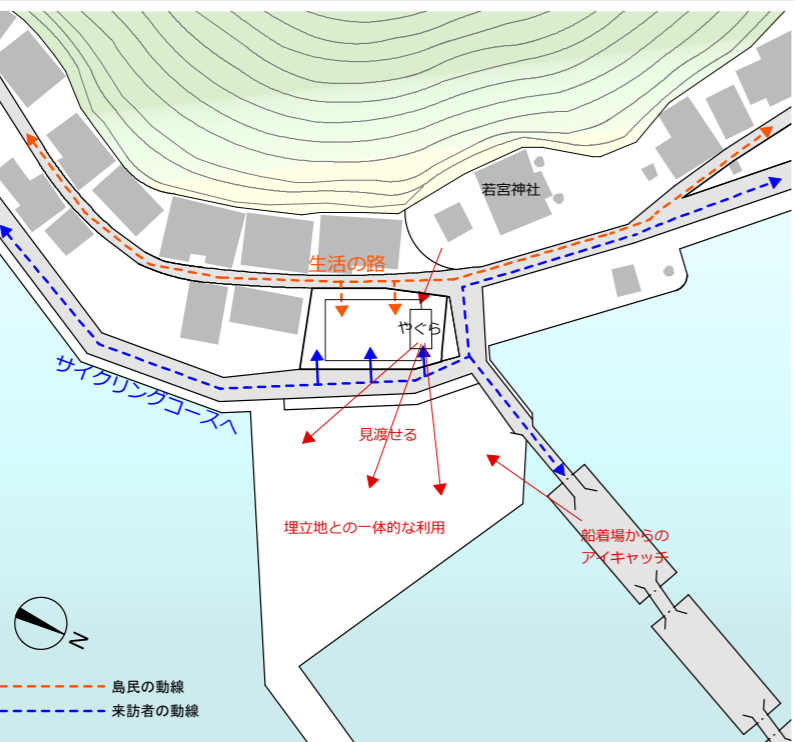 若宮神社
生活の路
やぐら
サイクリングコースへ
見渡せる
埋立地との一体的な利用
船着場からの
アイキャッチ
N
島民の動線
来訪者の動線